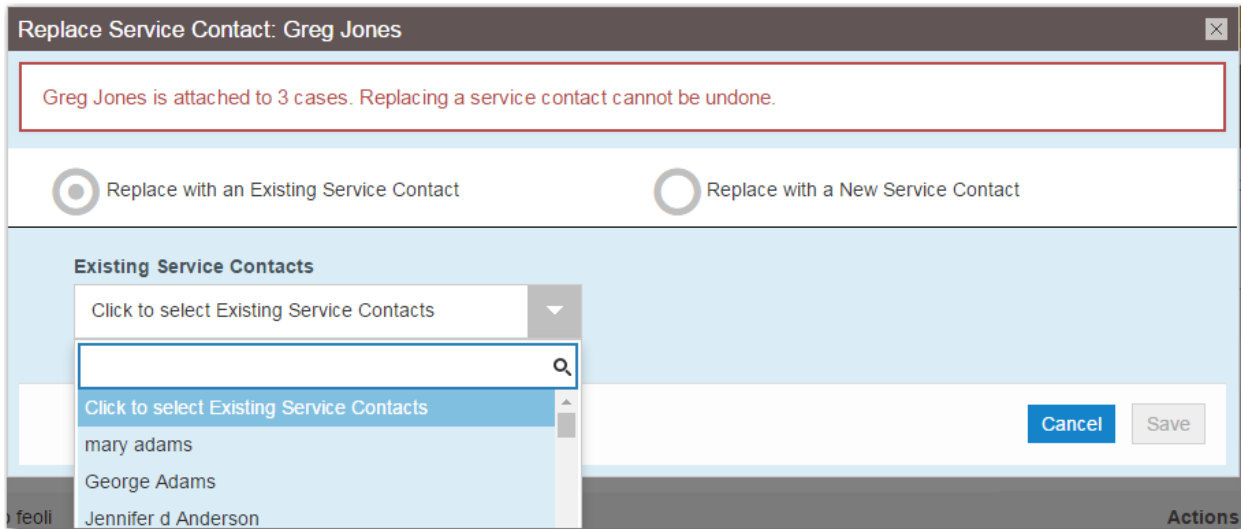 Replace Service Contact: Greg Jones
Greg Jones is attached to 3 cases. Replacing a service contact cannot be undone.
Replace with an Existing Service Contact
Replace with a New Service Contact
Existing Service Contacts
Click to select Existing Service Contacts
Click to select Existing Service Contacts
mary adams
George Adams
Jennifer d Anderson
Cancel
Save
feoli
Actions